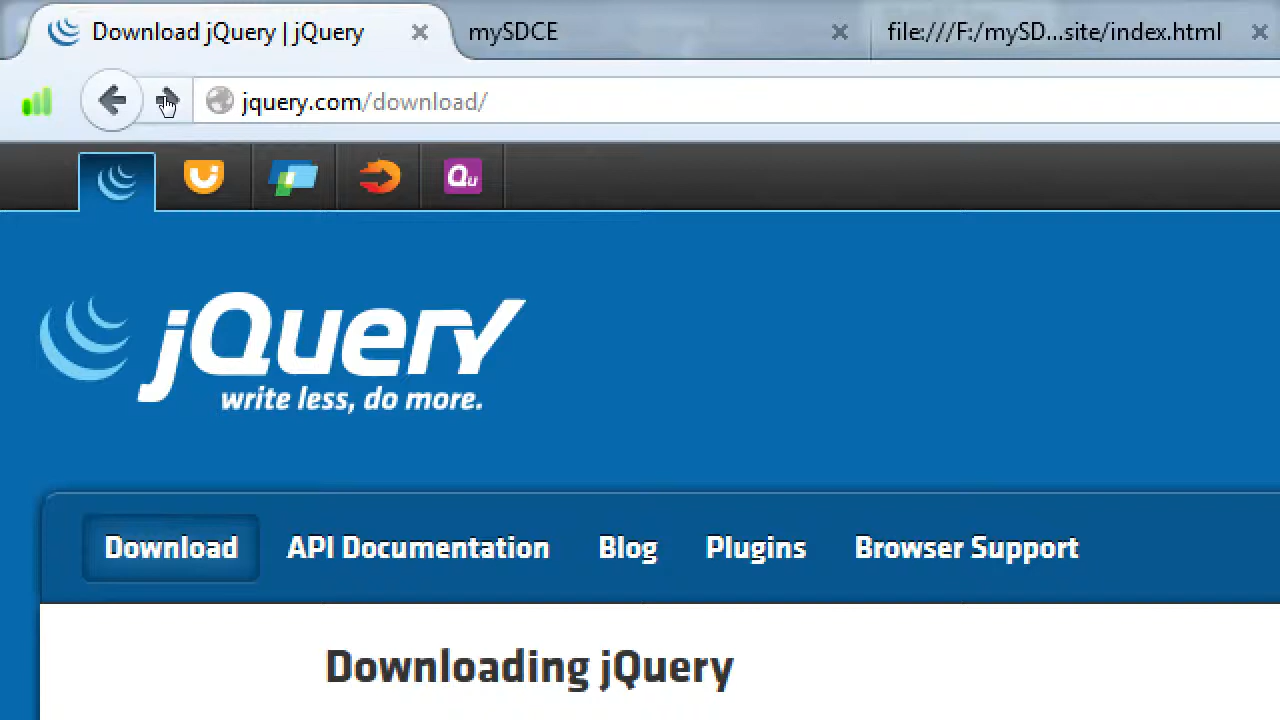 Download jQuery | jQuery mySDCE file:///F:/mySD...site/index.html
jquery.com/download/
Qu
jQuery
write less, do more.
Download API Documentation Blog Plugins Browser Support
Downloading jQuery